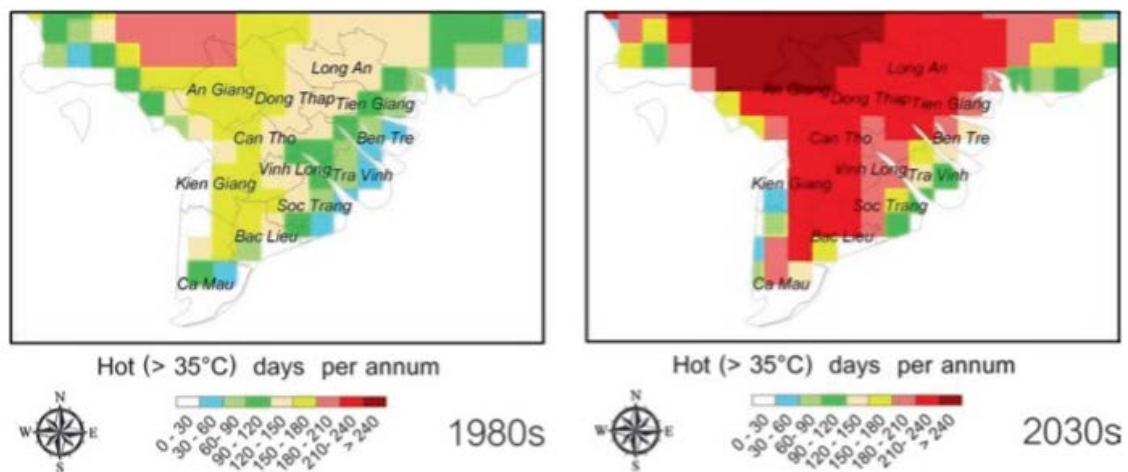 Long An
An Giang
Dong Thap
Tien Giang
Can Tho
Ben Tre
Vinh Long
Tra Vinh
Kien Giang
Soc Trang
Bac Lieu
Ca Mau
Hot (> 35°C) days per annum
N
W
E
S
0 - 30
30 - 60
60- 90
90 - 120
120 - 150
150 - 180
180 - 210
210- 240
> 240
1980s
Long An
An Giang
Dong Thap
Tien Giang
Can Tho
Ben Tre
Vinh Long
Tra Vinh
Kien Giang
Soc Trang
Bac Lieu
Ca Mau
Hot (> 35°C) days per annum
N
W
E
S
0 - 30
30 - 60
60- 90
90 - 120
120 - 150
150 - 180
180 - 210
210- 240
> 240
2030s